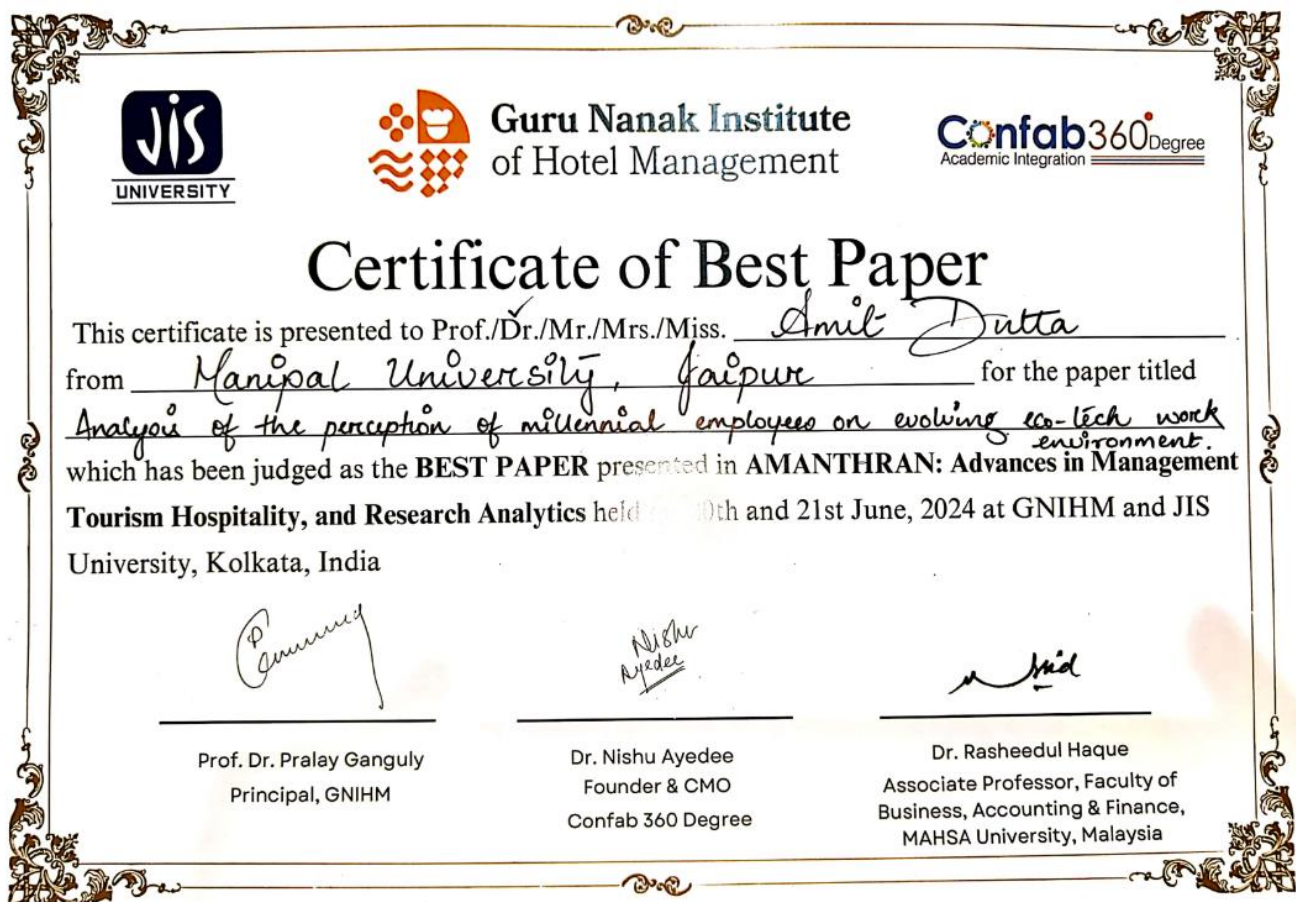 JIS
UNIVERSITY
Guru Nanak Institute
of Hotel Management
Confab 360 Degree
Academic Integration
Certificate of Best Paper
This certificate is presented to Prof./Dr./Mr./Mrs./Miss. Amit Dutta
from Manipal University, Jaipur for the paper titled
Analysis of the perception of millennial employees on evolving eco-tech work
environment.
which has been judged as the BEST PAPER presented in AMANTHRAN: Advances in Management
Tourism Hospitality, and Research Analytics held and 21st June, 2024 at GNIHM and JIS
University, Kolkata, India
Nishu
Ayedee
Prof. Dr. Pralay Ganguly
Principal, GNIHM
Dr. Nishu Ayedee
Founder & CMO
Confab 360 Degree
Dr. Rasheedul Haque
Associate Professor, Faculty of
Business, Accounting & Finance,
MAHSA University, Malaysia